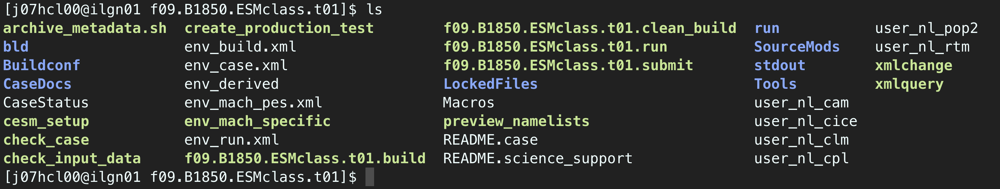 [j07hcl00@ilgn01 f09.B1850.ESMclass.t01]$ ls
archive_metadata.sh  create_production_test  f09.B1850.ESMclass.t01.clean_build  run  user_nl_pop2
bld  env_build.xml  f09.B1850.ESMclass.t01.run  SourceMods  user_nl_rtm
Buildconf  env_case.xml  f09.B1850.ESMclass.t01.submit  stdout  xmlchange
CaseDocs  env_derived  LockedFiles  Tools  xmlquery
CaseStatus  env_mach_pes.xml  Macros  user_nl_cam
cesm_setup  env_mach_specific  preview_namelists  user_nl_cice
check_case  env_run.xml  README.case  user_nl_clm
check_input_data  f09.B1850.ESMclass.t01.build  README.science_support  user_nl_cpl
[j07hcl00@ilgn01 f09.B1850.ESMclass.t01]$